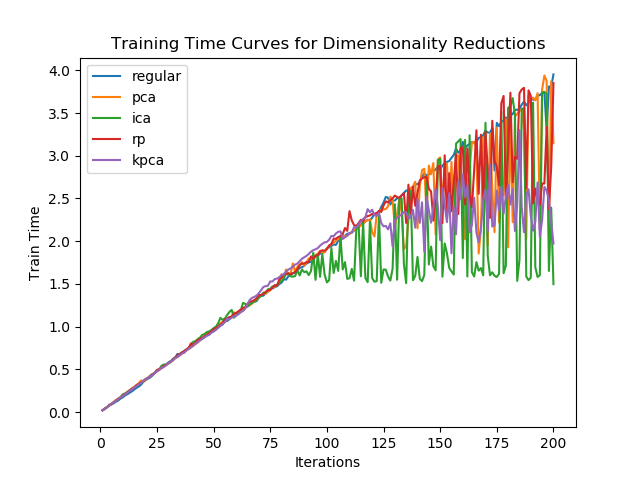 Training Time Curves for Dimensionality Reductions
regular
pca
ica
rp
kpca
4.0
3.5
3.0
2.5
2.0
1.5
1.0
0.5
0.0
Train Time
0 25 50 75 100 125 150 175 200
Iterations